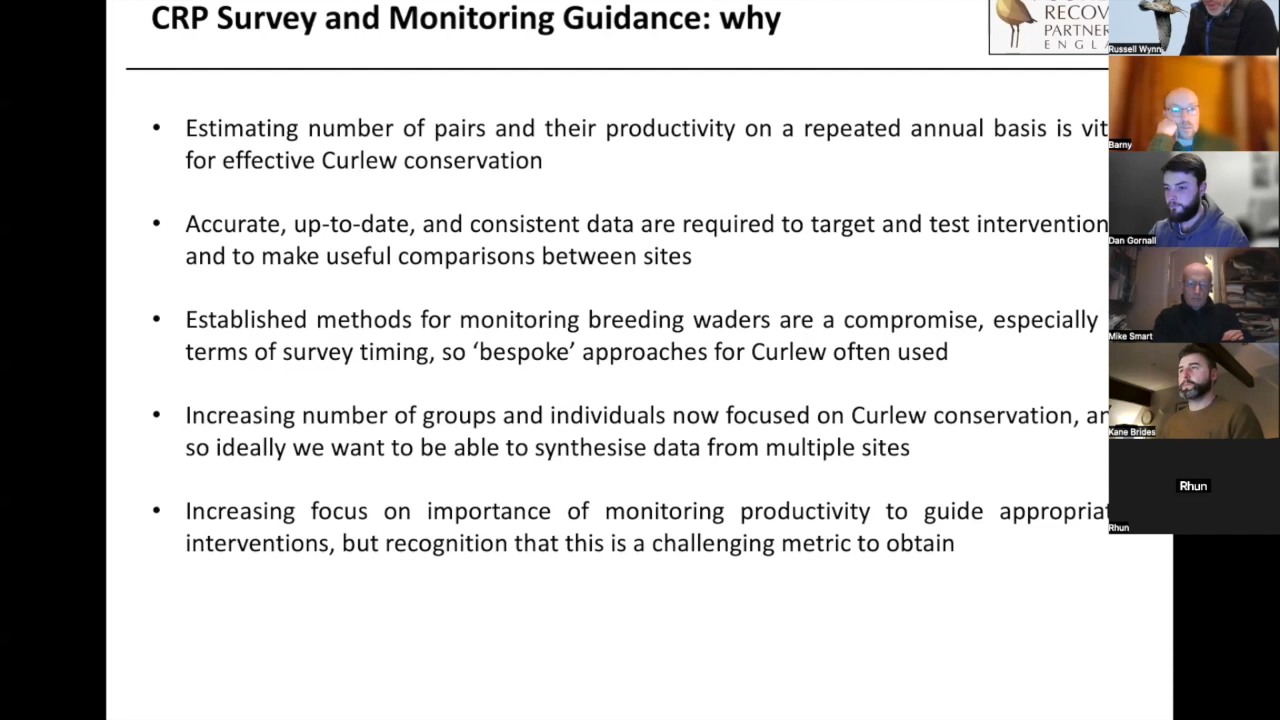 CRP Survey and Monitoring Guidance: why
RECOV
PARTNER
ENGLA
• Estimating number of pairs and their productivity on a repeated annual basis is vit
for effective Curlew conservation
• Accurate, up-to-date, and consistent data are required to target and test intervention
and to make useful comparisons between sites
• Established methods for monitoring breeding waders are a compromise, especially
terms of survey timing, so ‘bespoke’ approaches for Curlew often used
• Increasing number of groups and individuals now focused on Curlew conservation, an
so ideally we want to be able to synthesise data from multiple sites
• Increasing focus on importance of monitoring productivity to guide appropriat
interventions, but recognition that this is a challenging metric to obtain
Russell Wynn
Barny
Dan Gornall
Mike Smart
Kane Brides
Rhun
Rhun